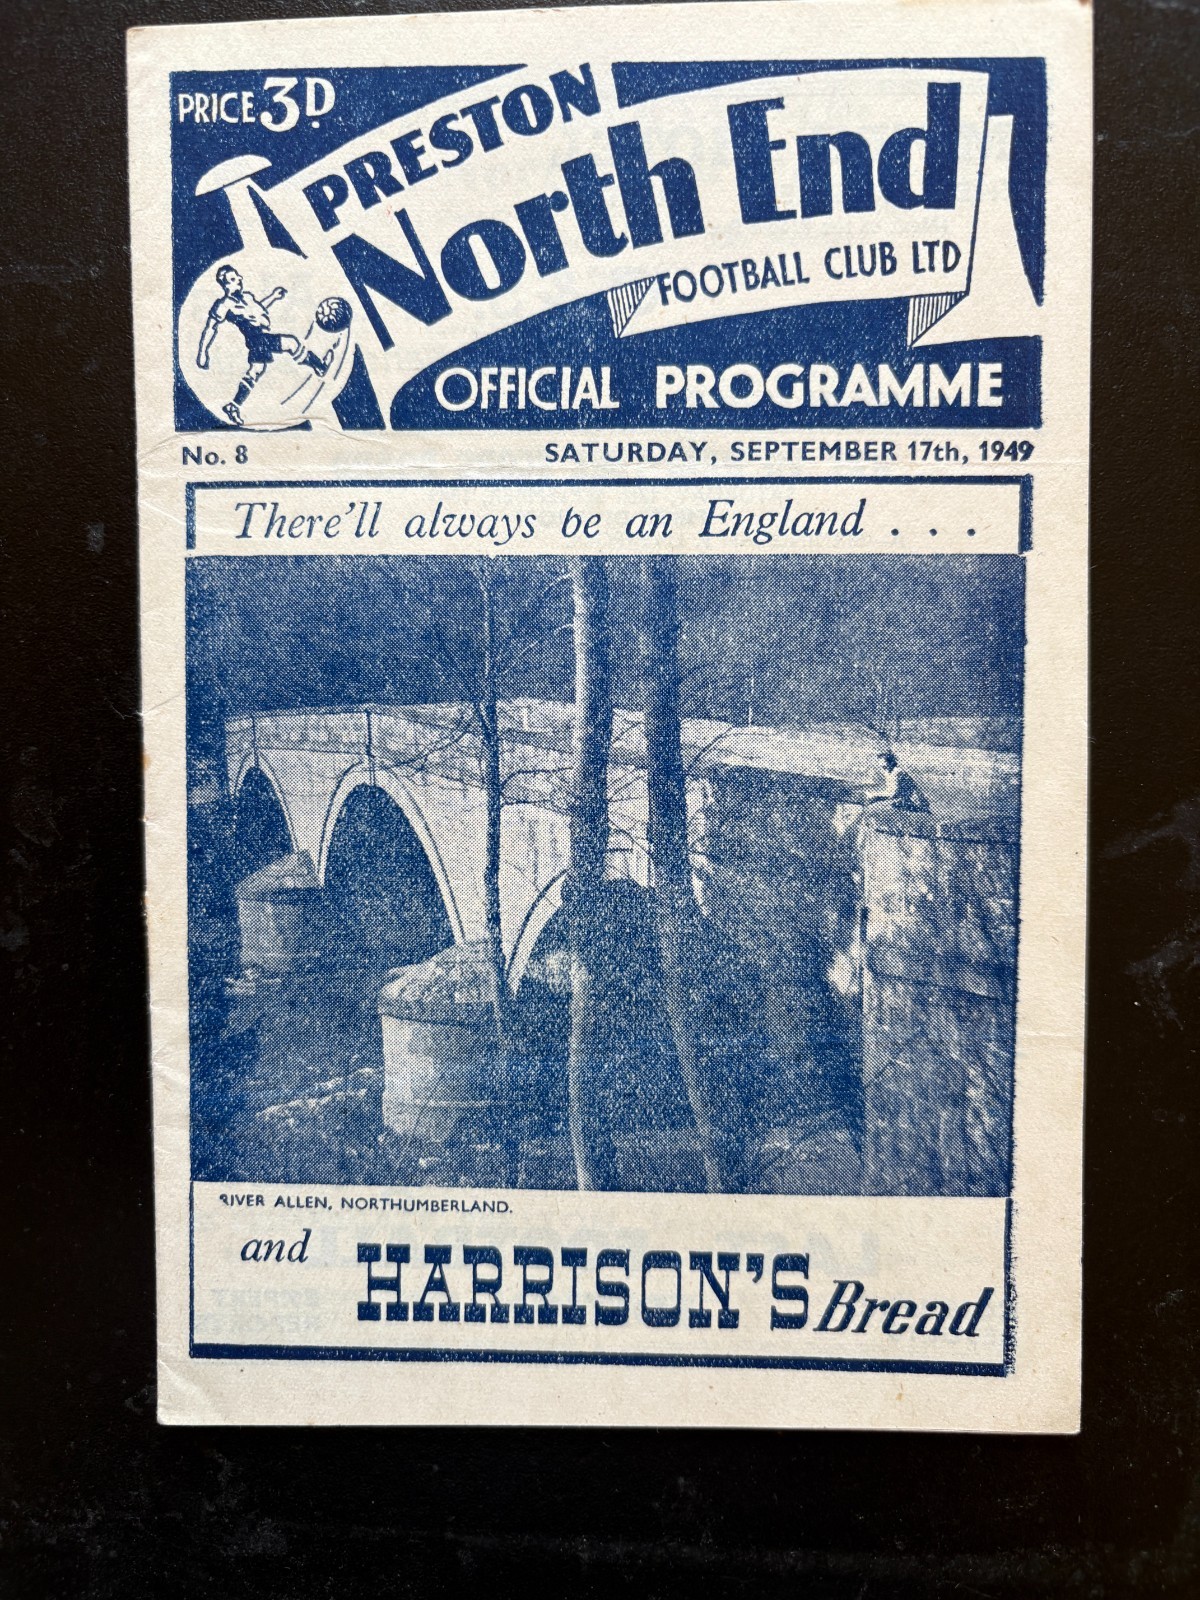 PRICE 3D.
PRESTON
North End
FOOTBALL CLUB LTD
OFFICIAL PROGRAMME
No. 8 SATURDAY, SEPTEMBER 17th, 1949
There'll always be an England . . .
RIVER ALLEN, NORTHUMBERLAND.
and HARRISON'S Bread